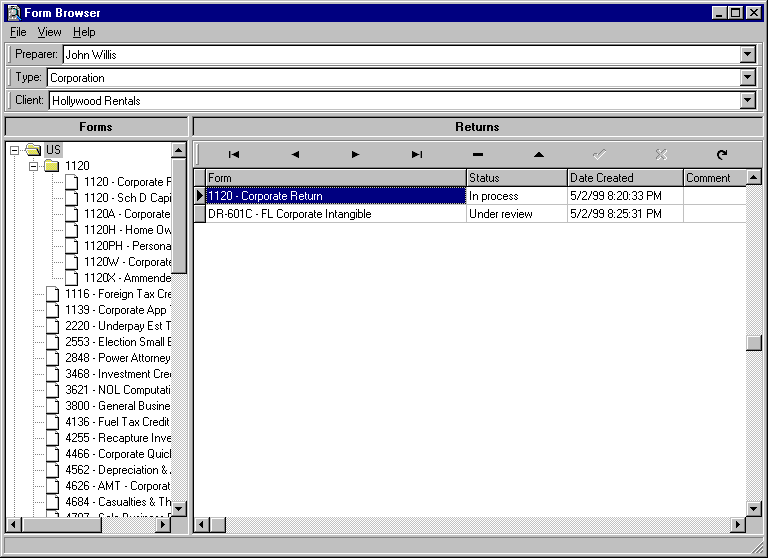 Form Browser
File View Help
Preparer: John Willis
Type: Corporation
Client: Hollywood Rentals
Forms
Returns
US
1120
1120 - Corporate F
1120 - Sch D Capi
1120A - Corporate
1120H - Home Ow
1120PH - Persona
1120W - Corporate
1120X - Ammende
1116 - Foreign Tax Cre
1139 - Corporate App
2220 - Underpay Est T
2553 - Election Small E
2848 - Power Attorney
3468 - Investment Cre
3621 - NOL Computati
3800 - General Busine
4136 - Fuel Tax Credit
4255 - Recapture Inve
4466 - Corporate Quic
4562 - Depreciation &
4626 - AMT - Corporat
4684 - Casualties & Th
Form Status Date Created Comment
1120 - Corporate Return In process 5/2/99 8:20:33 PM
DR-601C - FL Corporate Intangible Under review 5/2/99 8:25:31 PM